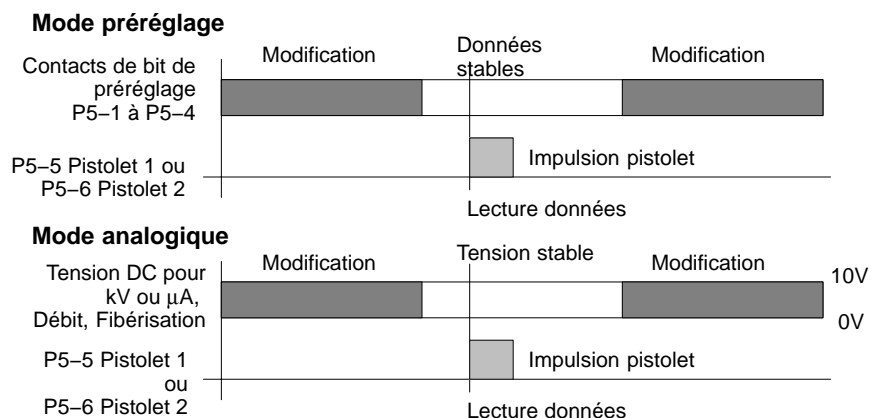 Mode préréglage
Modification
Données
stables
Modification
Contacts de bit de
préréglage
P5−1 à P5−4
P5−5 Pistolet 1 ou
P5−6 Pistolet 2
Impulsion pistolet
Lecture données
Mode analogique
Modification
Tension stable
Modification
Tension DC pour
kV ou μA,
Débit, Fibérisation
10V
0V
P5−5 Pistolet 1
ou
P5−6 Pistolet 2
Impulsion pistolet
Lecture données